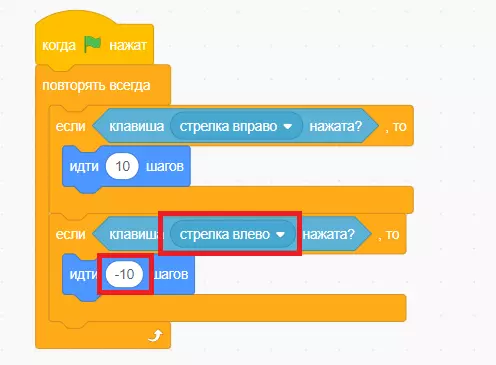 когда нажат
повторять всегда
если клавиша стрелка вправо нажата? , то
идти 10 шагов
если клавиша стрелка влево нажата? , то
идти -10 шагов